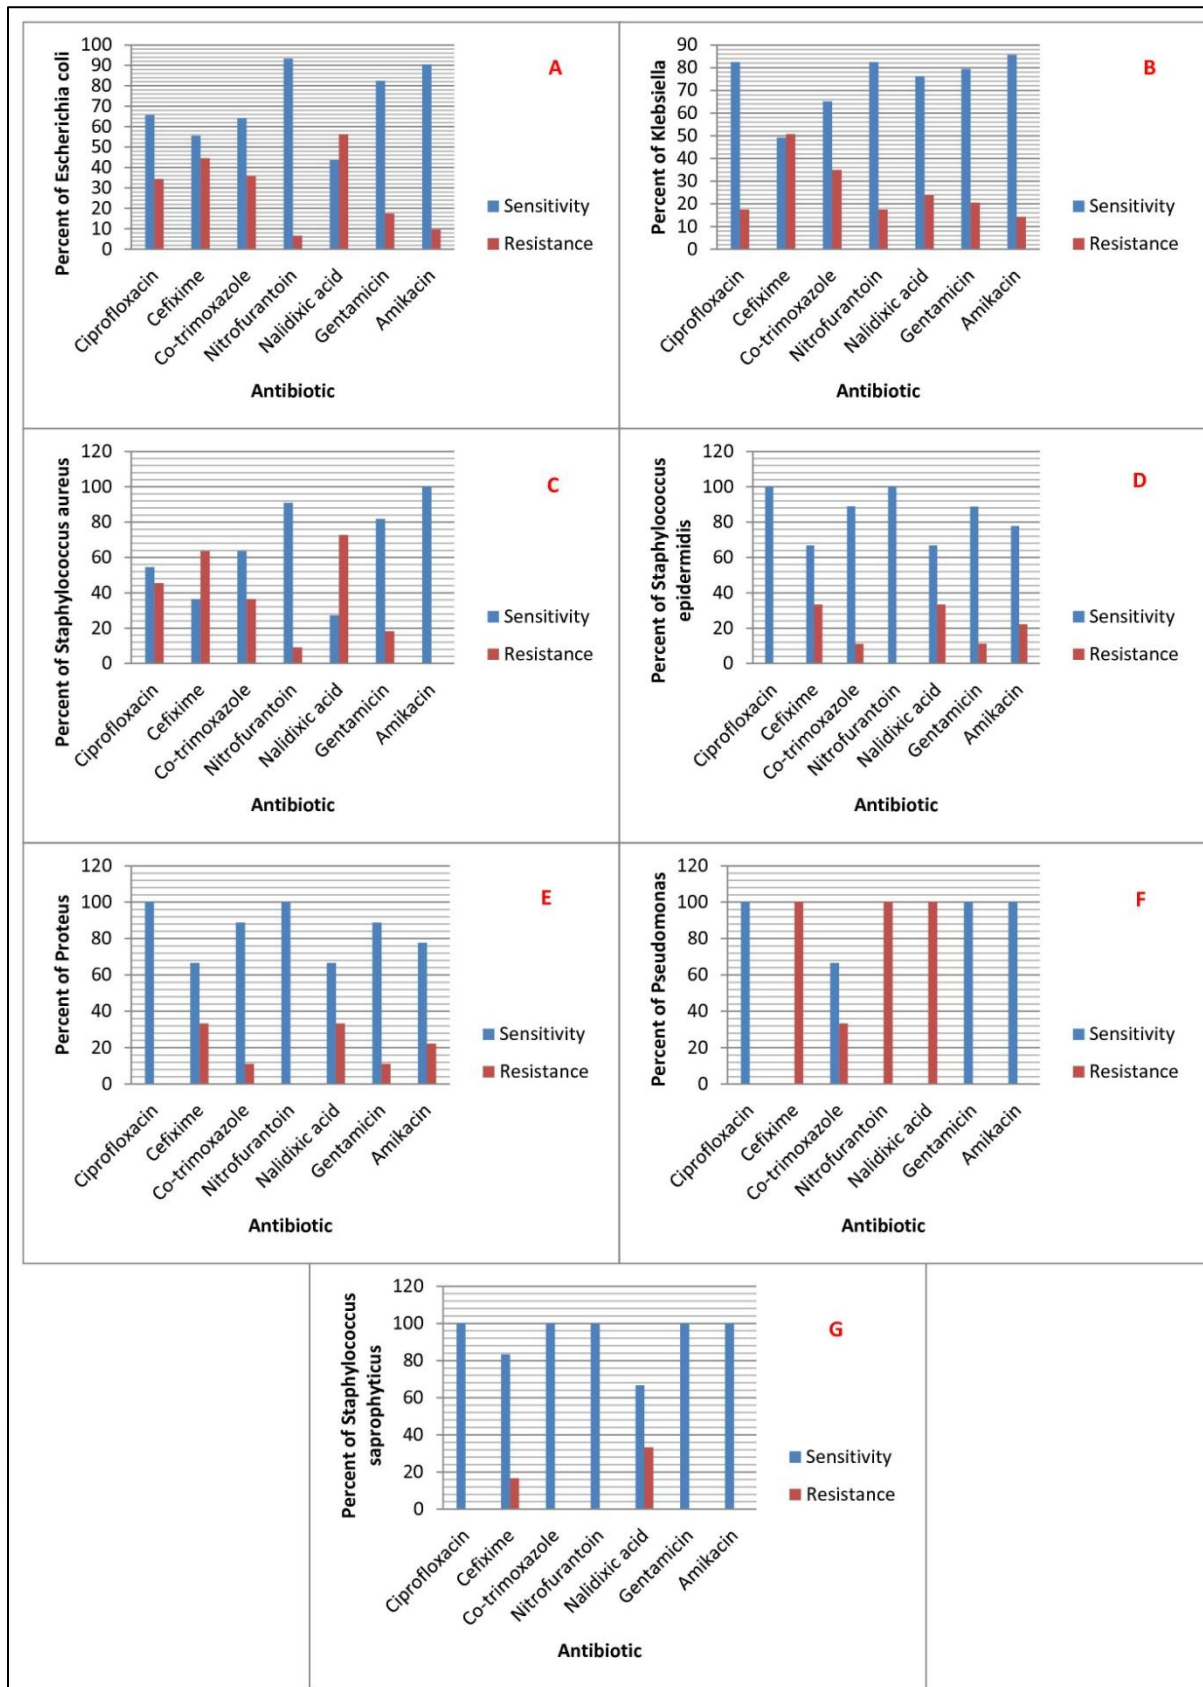 A
Percent of Escherichia coli
100
90
80
70
60
50
40
30
20
10
0
Sensitivity
Resistance
Ciprofloxacin
Cefixime
Co-trimoxazole
Nitrofurantoin
Nalidixic acid
Gentamicin
Amikacin
Antibiotic
B
Percent of Klebsiella
90
80
70
60
50
40
30
20
10
0
Sensitivity
Resistance
Ciprofloxacin
Cefixime
Co-trimoxazole
Nitrofurantoin
Nalidixic acid
Gentamicin
Amikacin
Antibiotic
C
Percent of Staphylococcus aureus
120
100
80
60
40
20
0
Sensitivity
Resistance
Ciprofloxacin
Cefixime
Co-trimoxazole
Nitrofurantoin
Nalidixic acid
Gentamicin
Amikacin
Antibiotic
D
Percent of Staphylococcus
epidermidis
120
100
80
60
40
20
0
Sensitivity
Resistance
Ciprofloxacin
Cefixime
Co-trimoxazole
Nitrofurantoin
Nalidixic acid
Gentamicin
Amikacin
Antibiotic
E
Percent of Proteus
120
100
80
60
40
20
0
Sensitivity
Resistance
Ciprofloxacin
Cefixime
Co-trimoxazole
Nitrofurantoin
Nalidixic acid
Gentamicin
Amikacin
Antibiotic
F
Percent of Pseudomonas
120
100
80
60
40
20
0
Sensitivity
Resistance
Ciprofloxacin
Cefixime
Co-trimoxazole
Nitrofurantoin
Nalidixic acid
Gentamicin
Amikacin
Antibiotic
G
Percent of Staphylococcus
saprophyticus
120
100
80
60
40
20
0
Sensitivity
Resistance
Ciprofloxacin
Cefixime
Co-trimoxazole
Nitrofurantoin
Nalidixic acid
Gentamicin
Amikacin
Antibiotic